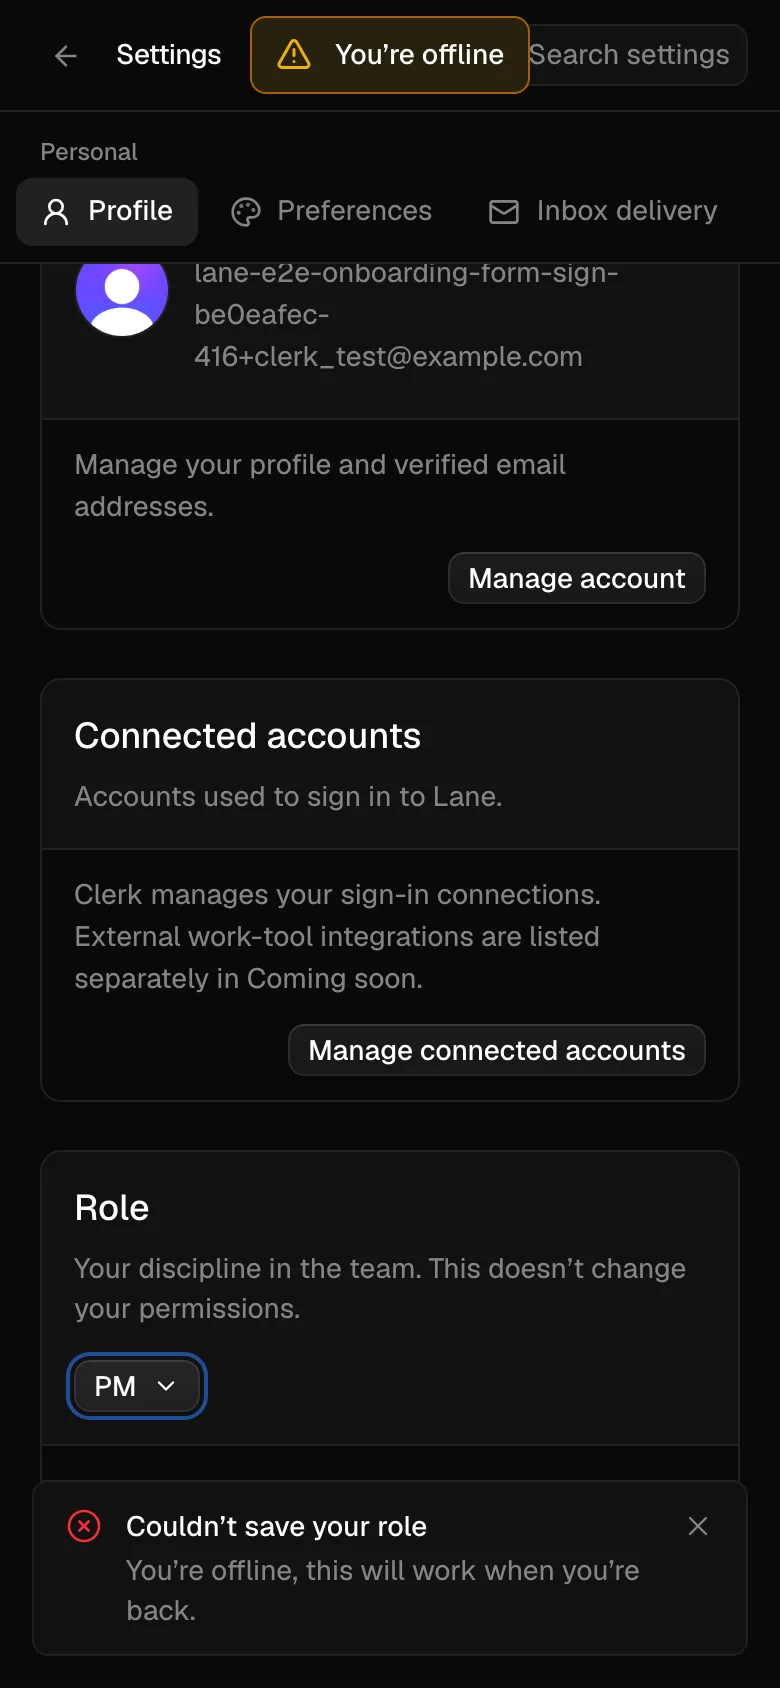 Settings
You’re offline
Search settings
Personal
Profile
Preferences
Inbox delivery
lane-e2e-onboarding-form-sign-
be0eafec-
416+clerk_test@example.com
Manage your profile and verified email
addresses.
Manage account
Connected accounts
Accounts used to sign in to Lane.
Clerk manages your sign-in connections.
External work-tool integrations are listed
separately in Coming soon.
Manage connected accounts
Role
Your discipline in the team. This doesn’t change
your permissions.
PM
Couldn’t save your role
You’re offline, this will work when you’re
back.